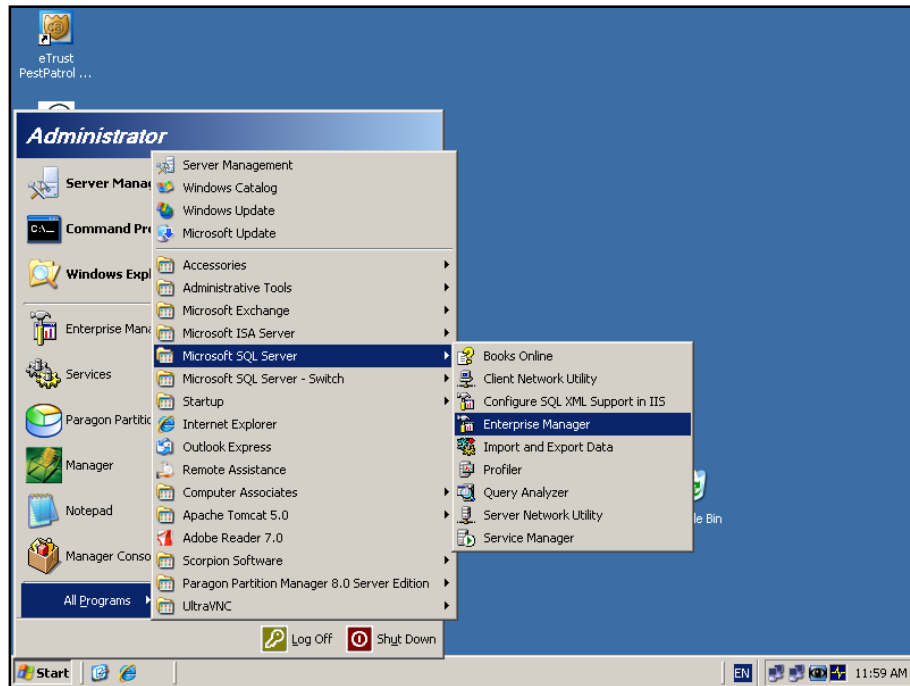 eTrust
PestPatrol ...
Administrator
Server Manag
Command Pro
Windows Expl
Enterprise Mana
Services
Paragon Partitic
Manager
Notepad
Manager Conso
All Programs
Server Management
Windows Catalog
Windows Update
Microsoft Update
Accessories
Administrative Tools
Microsoft Exchange
Microsoft ISA Server
Microsoft SQL Server
Microsoft SQL Server - Switch
Startup
Internet Explorer
Outlook Express
Remote Assistance
Computer Associates
Apache Tomcat 5.0
Adobe Reader 7.0
Scorpion Software
Paragon Partition Manager 8.0 Server Edition
UltraVNC
Books Online
Client Network Utility
Configure SQL XML Support in IIS
Enterprise Manager
Import and Export Data
Profiler
Query Analyzer
Server Network Utility
Service Manager
le Bin
Log Off
Shut Down
Start
EN
11:59 AM